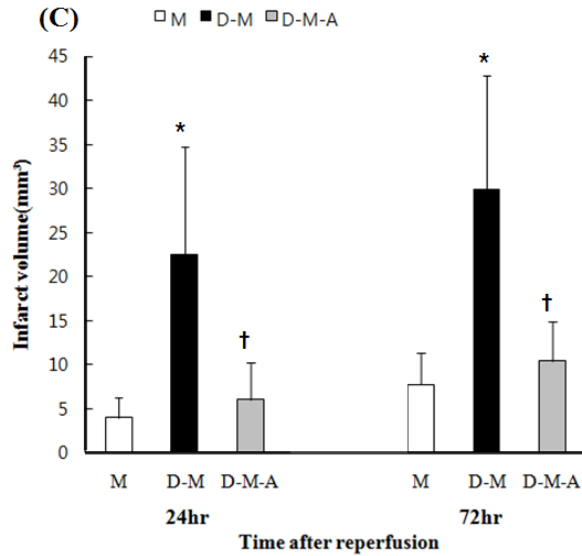 (C)
M D-M D-M-A
Infarct volume(mm³)
45
40
35
30
25
20
15
10
5
0
*
†
*
†
M D-M D-M-A M D-M D-M-A
24hr 72hr
Time after reperfusion